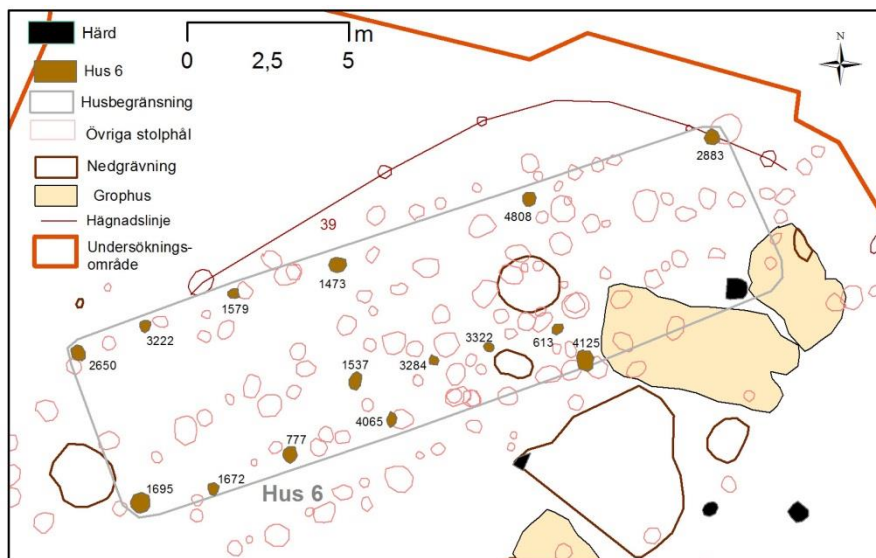 Härd
Hus 6
Husbegränsning
Övriga stolphål
Nedgrävning
Grophus
Hägnadslinje
Undersöknings-
område
m
0 2,5 5
N
2883
39
4808
1473
1579
3222
2650
3322
613
4125
1537
3284
4065
777
1672
1695
Hus 6